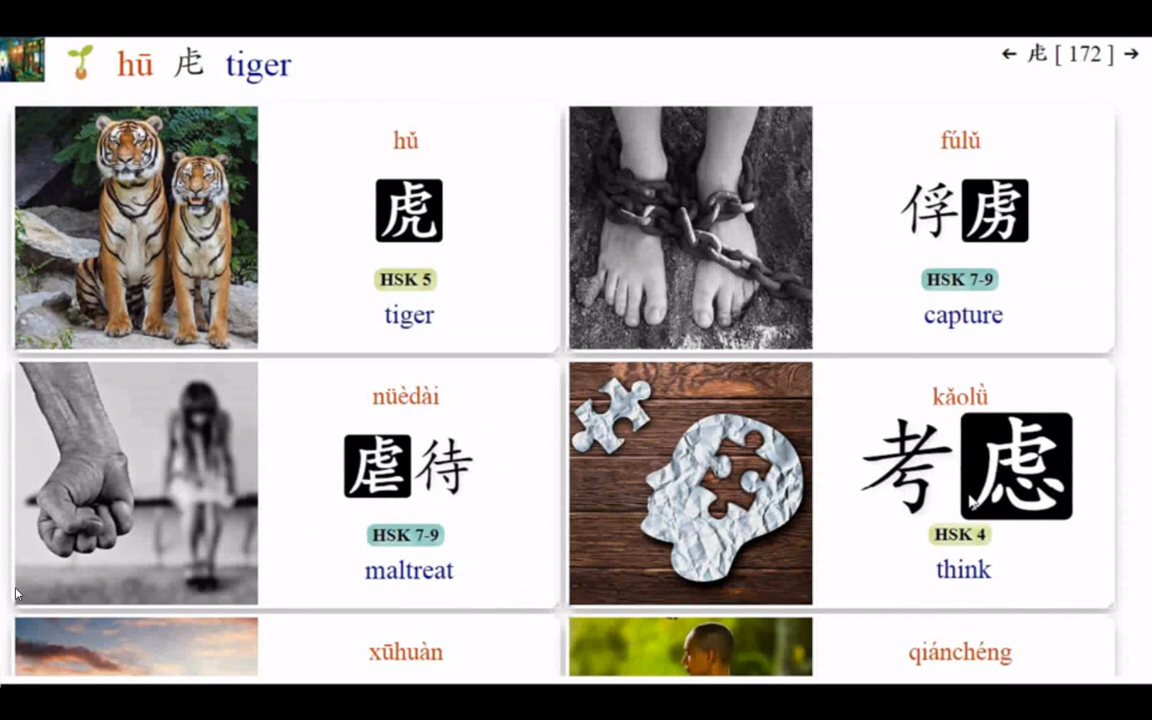 hū 虍 tiger
← 虍 [ 172 ] →
hǔ
虎
HSK 5
tiger
fúlǔ
俘虏
HSK 7-9
capture
nüèdài
虐待
HSK 7-9
maltreat
kǎolǜ
考虑
HSK 4
think
xūhuàn
qiánchéng